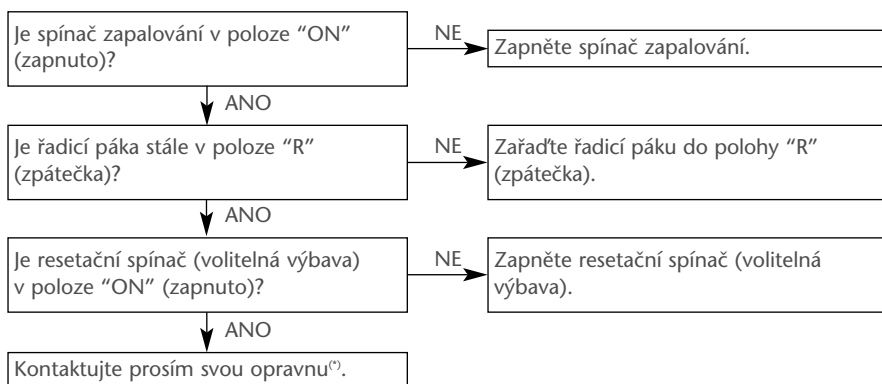 Je spínač zapalování v poloze “ON”
(zapnuto)?
NE
Zapněte spínač zapalování.
ANO
Je řadicí páka stále v poloze “R”
(zpátečka)?
NE
Zařaďte řadicí páku do polohy “R”
(zpátečka).
ANO
Je resetační spínač (volitelná výbava)
v poloze “ON” (zapnuto)?
NE
Zapněte resetační spínač (volitelná
výbava).
ANO
Kontaktujte prosím svou opravnu(*).